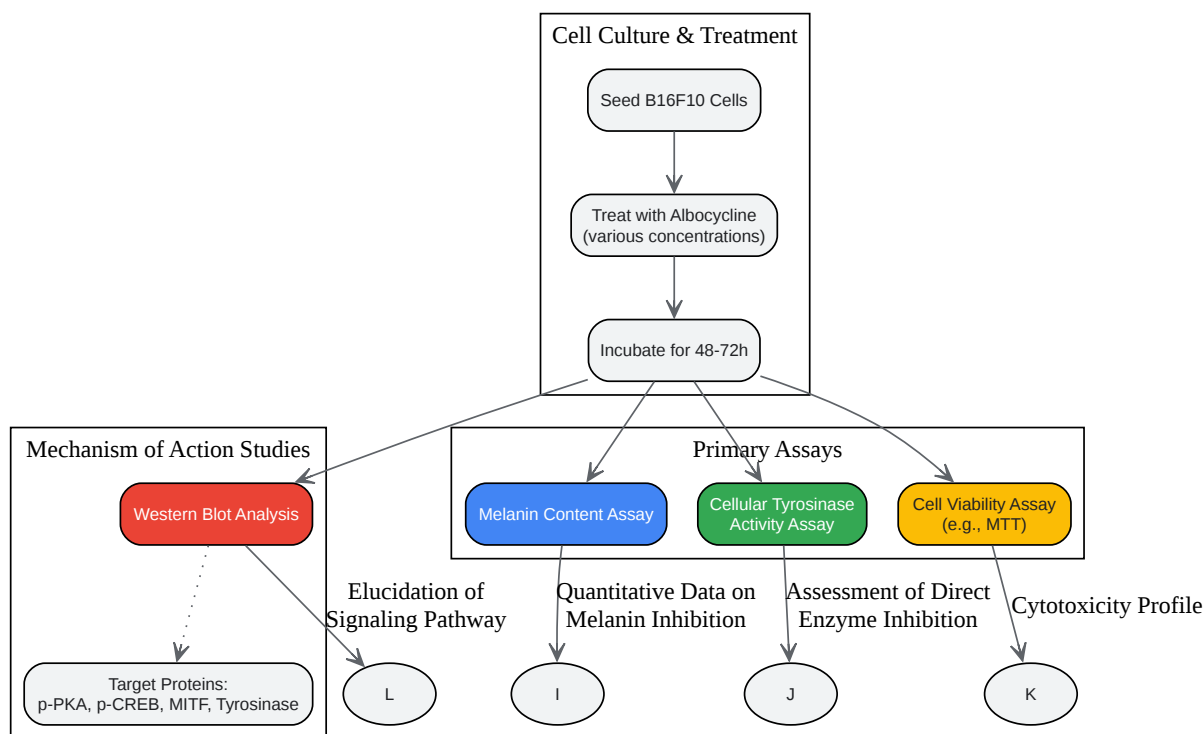 Cell Culture & Treatment
Seed B16F10 Cells
Treat with Albocycline
(various concentrations)
Incubate for 48-72h
Mechanism of Action Studies
Primary Assays
Western Blot Analysis
Melanin Content Assay
Cellular Tyrosinase
Activity Assay
Cell Viability Assay
(e.g., MTT)
Elucidation of
Signaling Pathway
Quantitative Data on
Melanin Inhibition
Assessment of Direct
Enzyme Inhibition
Cytotoxicity Profile
Target Proteins:
p-PKA, p-CREB, MITF, Tyrosinase
L
I
J
K